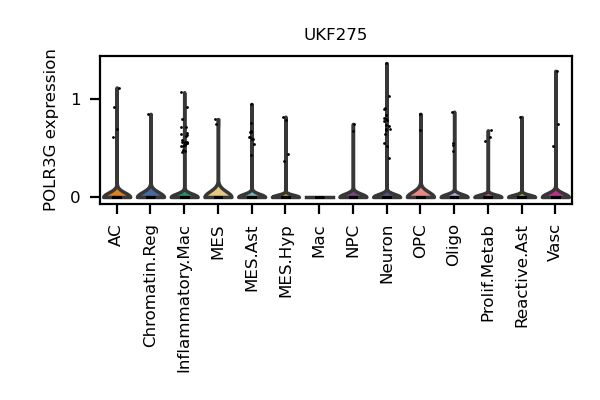 UKF275
POLR3G expression
1
0
AC
Chromatin.Reg
Inflammatory.Mac
MES
MES.Ast
MES.Hyp
Mac
NPC
Neuron
OPC
Oligo
Prolif.Metab
Reactive.Ast
Vasc